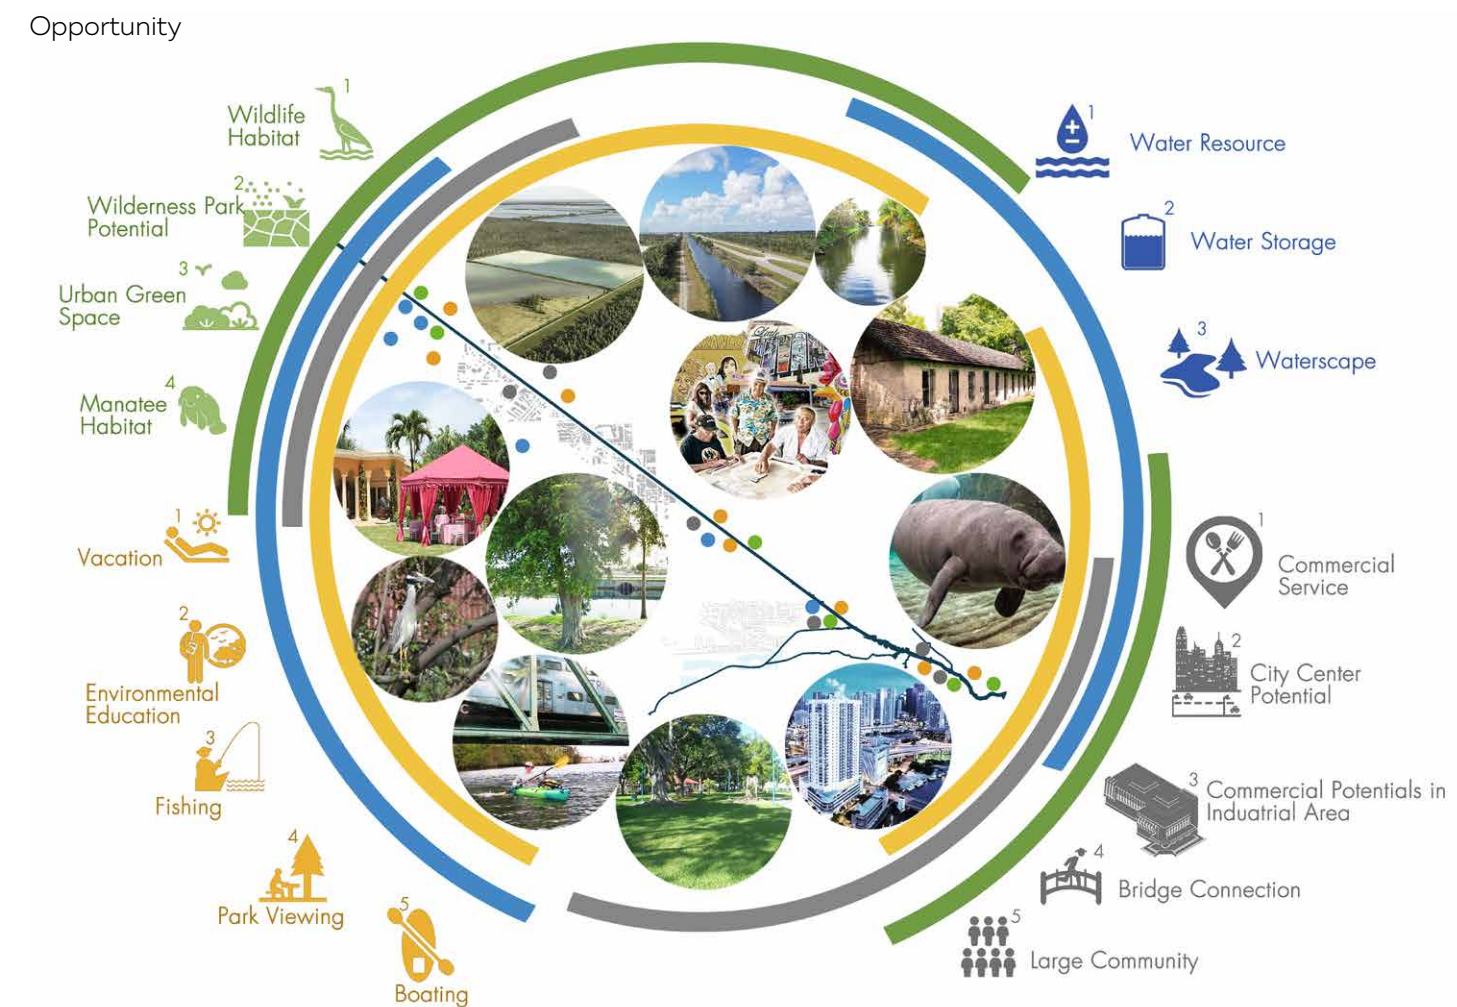 Opportunity
1
Wildlife
Habitat
2
Wilderness Park
Potential
3
Urban Green
Space
4
Manatee
Habitat
1
Vacation
2
Environmental
Education
3
Fishing
4
Park Viewing
5
Boating
1
Water Resource
2
Water Storage
3
Waterscape
1
Commercial
Service
2
City Center
Potential
3
Commercial Potentials in
Induatrial Area
4
Bridge Connection
5
Large Community